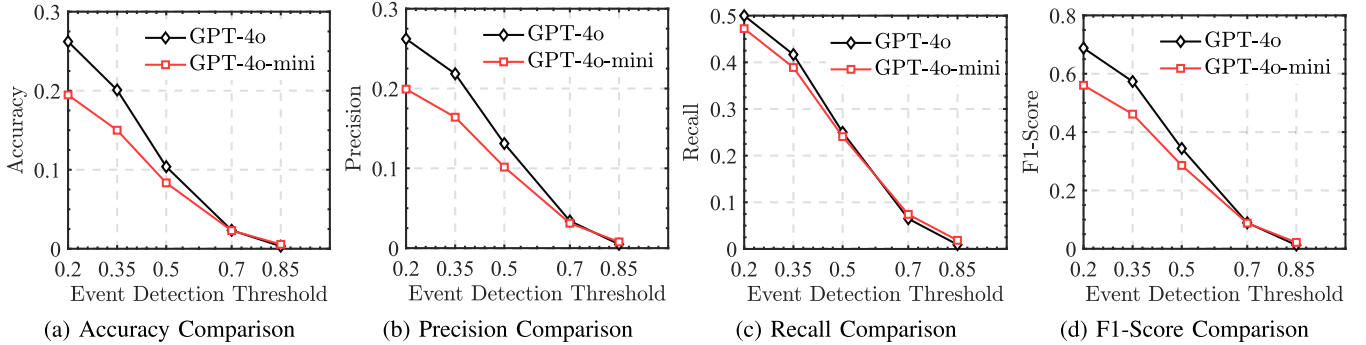 0.3
0.2
0.1
0
Accuracy
GPT-4o
GPT-4o-mini
0.2 0.35 0.5 0.7 0.85
Event Detection Threshold
(a) Accuracy Comparison
0.3
0.2
0.1
0
Precision
GPT-4o
GPT-4o-mini
0.2 0.35 0.5 0.7 0.85
Event Detection Threshold
(b) Precision Comparison
0.5
0.4
0.3
0.2
0.1
0
Recall
GPT-4o
GPT-4o-mini
0.2 0.35 0.5 0.7 0.85
Event Detection Threshold
(c) Recall Comparison
0.8
0.6
0.4
0.2
0
F1-Score
GPT-4o
GPT-4o-mini
0.2 0.35 0.5 0.7 0.85
Event Detection Threshold
(d) F1-Score Comparison